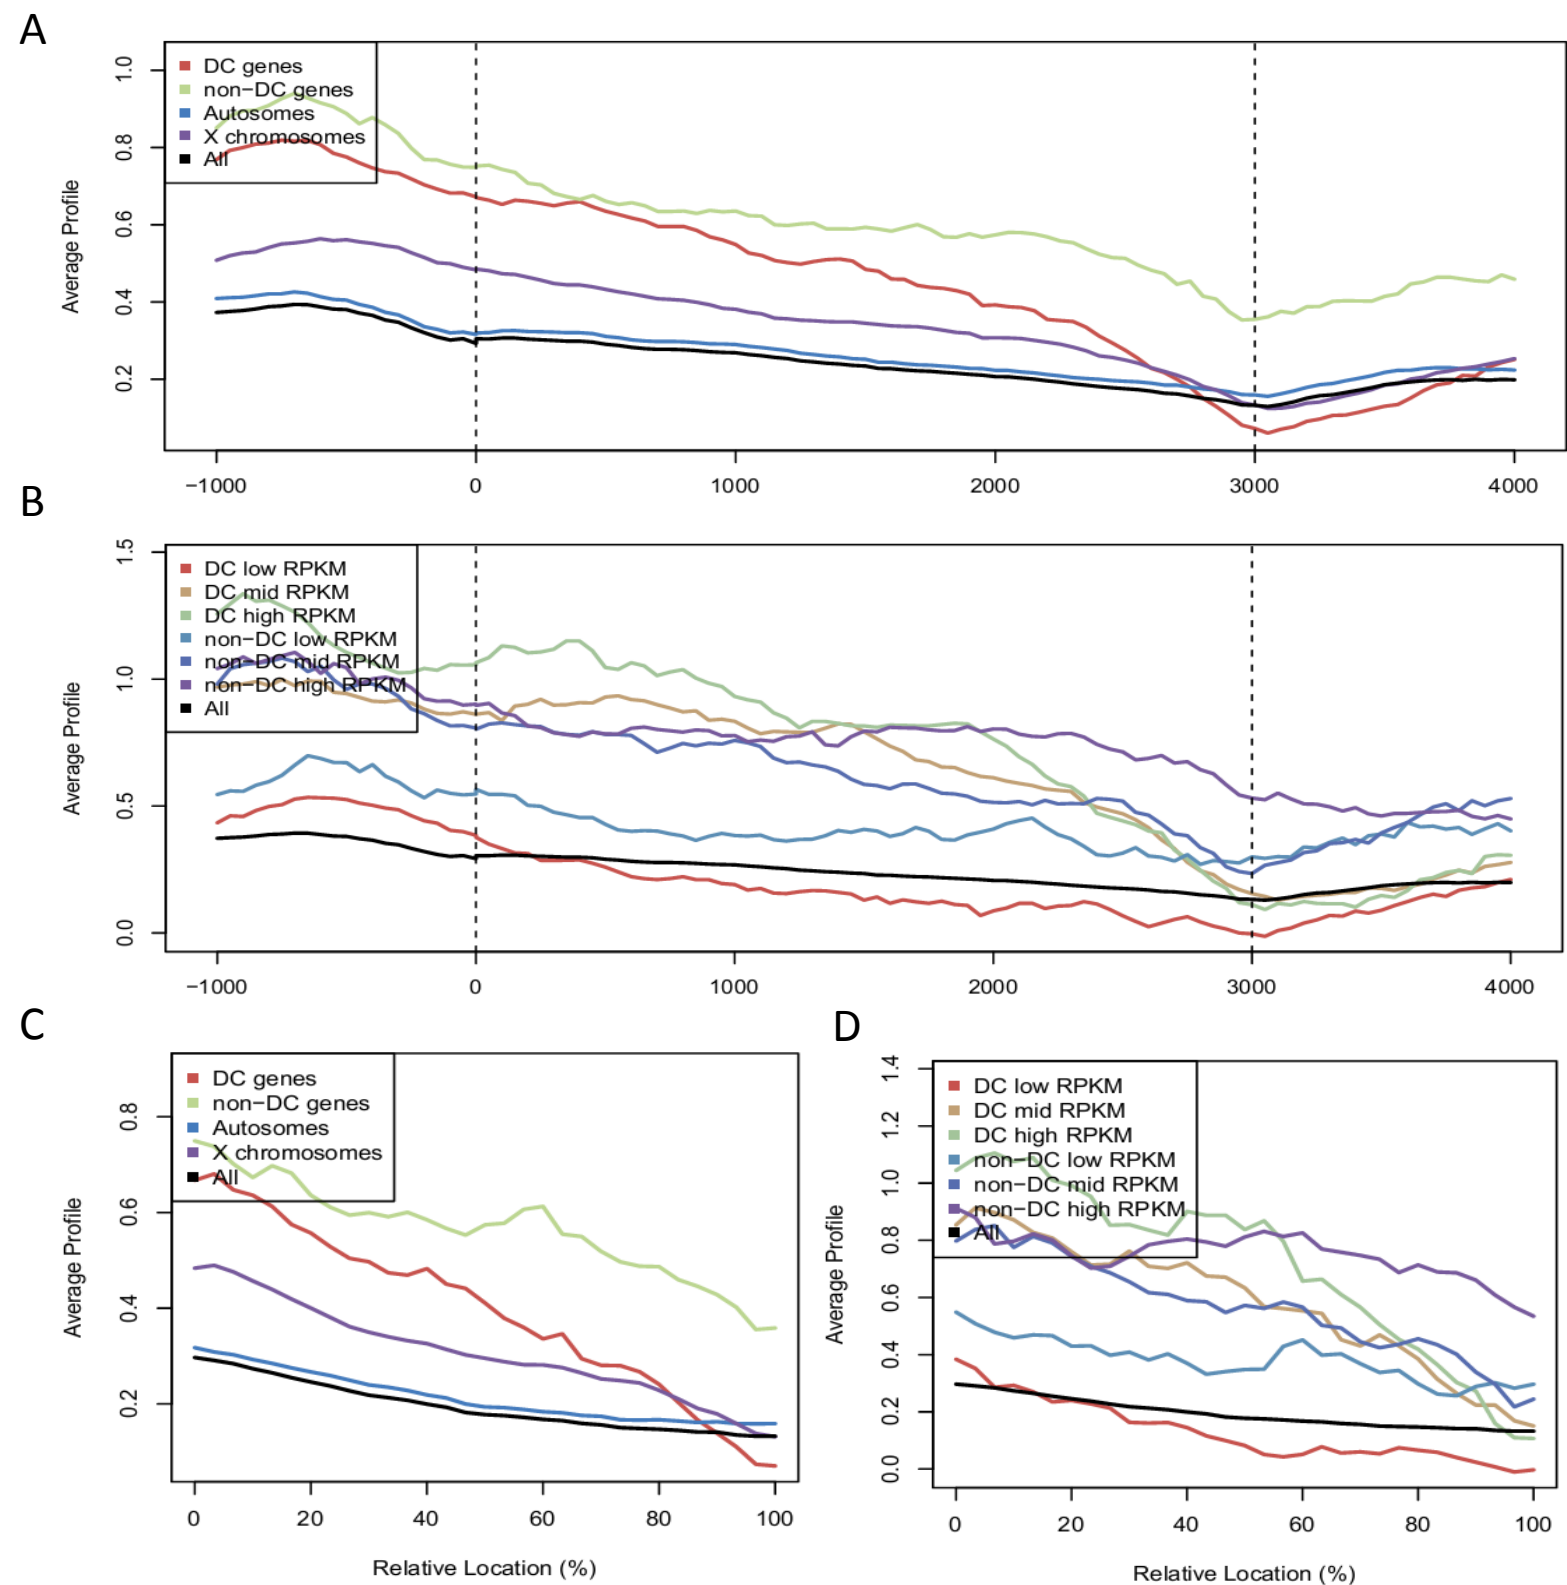 A
1.0
0.8
0.6
0.4
0.2
Average Profile
DC genes
non−DC genes
Autosomes
X chromosomes
All
−1000 0 1000 2000 3000 4000
B
1.5
1.0
0.5
0.0
Average Profile
DC low RPKM
DC mid RPKM
DC high RPKM
non−DC low RPKM
non−DC mid RPKM
non−DC high RPKM
All
−1000 0 1000 2000 3000 4000
C
0.8
0.6
0.4
0.2
Average Profile
DC genes
non−DC genes
Autosomes
X chromosomes
All
0 20 40 60 80 100
Relative Location (%)
D
1.4
1.2
1.0
0.8
0.6
0.4
0.2
0.0
Average Profile
DC low RPKM
DC mid RPKM
DC high RPKM
non−DC low RPKM
non−DC mid RPKM
non−DC high RPKM
All
0 20 40 60 80 100
Relative Location (%)